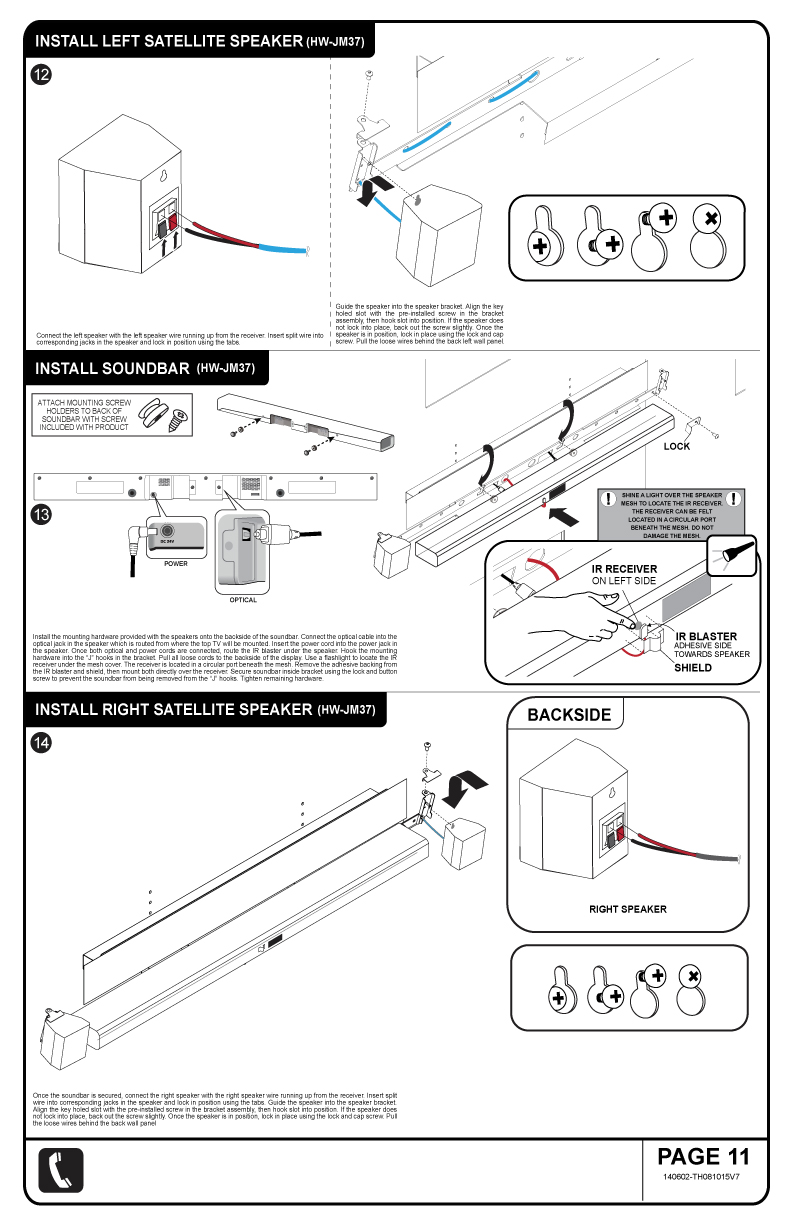 INSTALL LEFT SATELLITE SPEAKER (HW-JM37)
12
Connect the left speaker with the left speaker wire running up from the receiver. Insert split wire into
corresponding jacks in the speaker and lock in position using the tabs.
Guide the speaker into the speaker bracket. Align the key
holed slot with the pre-installed screw in the bracket
assembly, then hook slot into position. If the speaker does
not lock into place, back out the screw slightly. Once the
speaker is in position, lock in place using the lock and cap
screw. Pull the loose wires behind the back left wall panel.
INSTALL SOUNDBAR (HW-JM37)
ATTACH MOUNTING SCREW
HOLDERS TO BACK OF
SOUNDBAR WITH SCREW
INCLUDED WITH PRODUCT
LOCK
13
DC 24V
POWER
OPTICAL
! SHINE A LIGHT OVER THE SPEAKER !
MESH TO LOCATE THE IR RECEIVER.
THE RECEIVER CAN BE FELT
LOCATED IN A CIRCULAR PORT
BENEATH THE MESH. DO NOT
DAMAGE THE MESH.
IR RECEIVER
ON LEFT SIDE
IR BLASTER
ADHESIVE SIDE
TOWARDS SPEAKER
SHIELD
Install the mounting hardware provided with the speakers onto the backside of the soundbar. Connect the optical cable into the
optical jack in the speaker which is routed from where the top TV will be mounted. Insert the power cord into the power jack in
the speaker. Once both optical and power cords are connected, route the IR blaster under the speaker. Hook the mounting
hardware into the "J" hooks in the bracket. Pull all loose cords to the backside of the display. Use a flashlight to locate the IR
receiver under the mesh cover. The receiver is located in a circular port beneath the mesh. Remove the adhesive backing from
the IR blaster and shield, then mount both directly over the receiver. Secure soundbar inside bracket using the lock and button
screw to prevent the soundbar from being removed from the "J" hooks. Tighten remaining hardware.
INSTALL RIGHT SATELLITE SPEAKER (HW-JM37)
14
BACKSIDE
RIGHT SPEAKER
Once the soundbar is secured, connect the right speaker with the right speaker wire running up from the receiver. Insert split
wire into corresponding jacks in the speaker and lock in position using the tabs. Guide the speaker into the speaker bracket.
Align the key holed slot with the pre-installed screw in the bracket assembly, then hook slot into position. If the speaker does
not lock into place, back out the screw slightly. Once the speaker is in position, lock in place using the lock and cap screw. Pull
the loose wires behind the back wall panel
PAGE 11
140602-TH081015V7